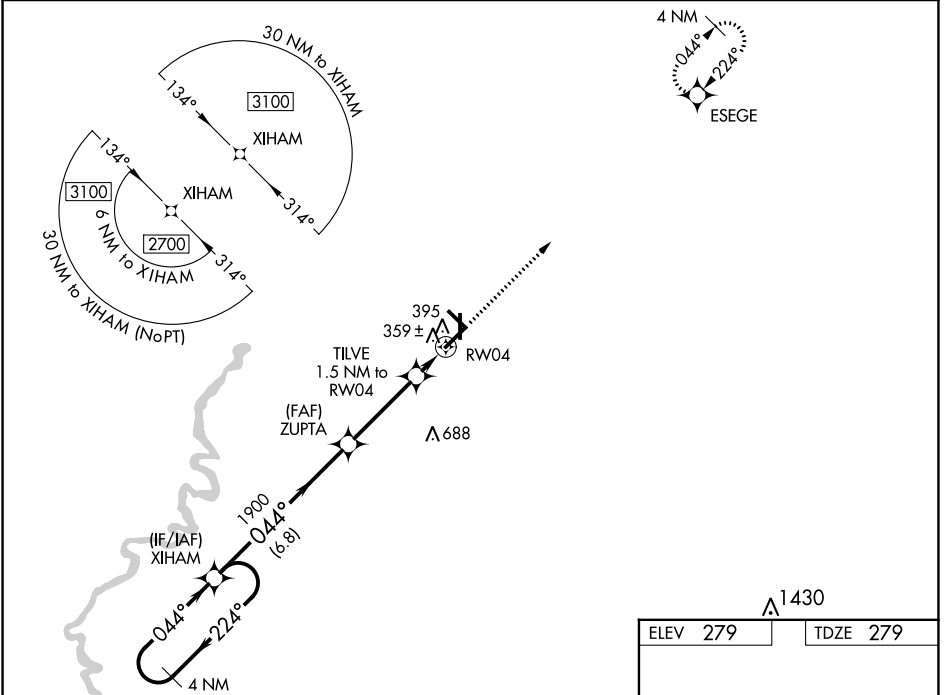 30 NM to XIHAM
134°
3100
XIHAM
314°
134°
3100
XIHAM
2700
6 NM to XIHAM
314°
30 NM to XIHAM (NoPT)
4 NM
044°
224°
ESEGE
395
359 ±
RW04
TILVE
1.5 NM to
RW04
(FAF)
ZUPTA
688
1900
044°
(6.8)
(IF/IAF)
XIHAM
044°
224°
4 NM
1430
ELEV 279
TDZE 279